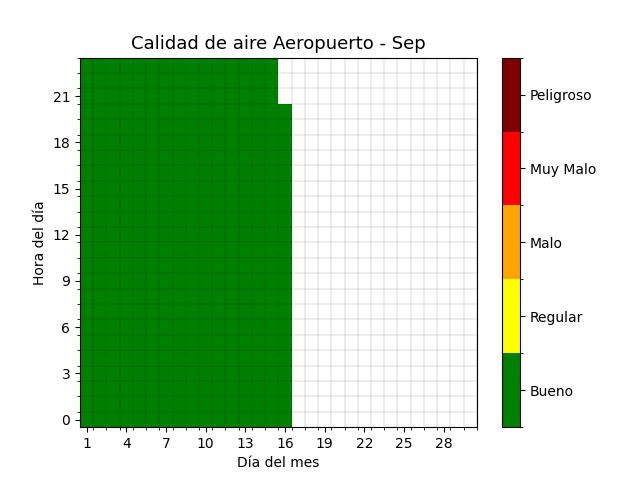 Calidad de aire Aeropuerto - Sep
Hora del día
21
18
15
12
9
6
3
0
1 4 7 10 13 16 19 22 25 28
Día del mes
Peligroso
Muy Malo
Malo
Regular
Bueno